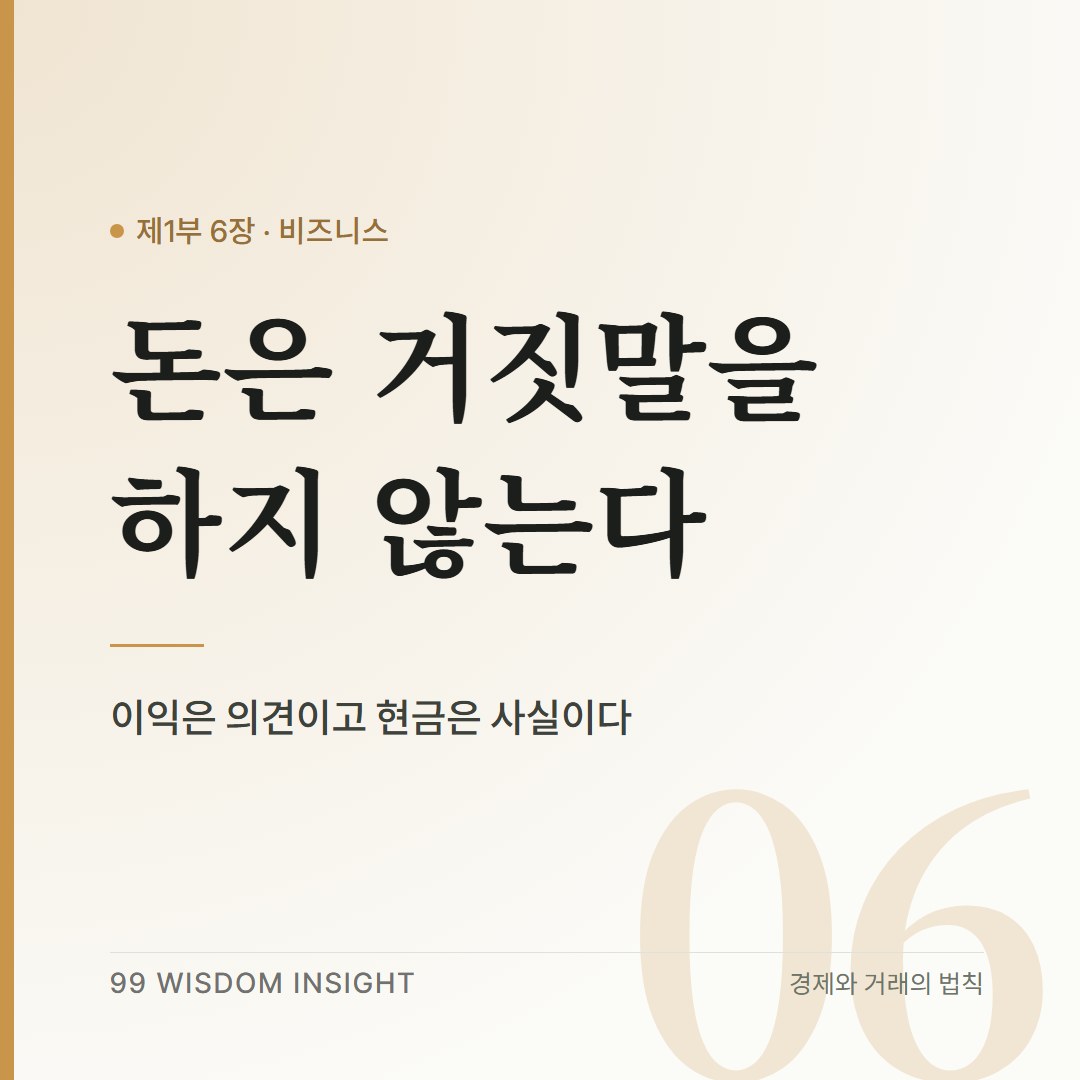 제1부 6장 · 비즈니스
돈은 거짓말을
하지 않는다
이익은 의견이고 현금은 사실이다
06
99 WISDOM INSIGHT
경제와 거래의 법칙